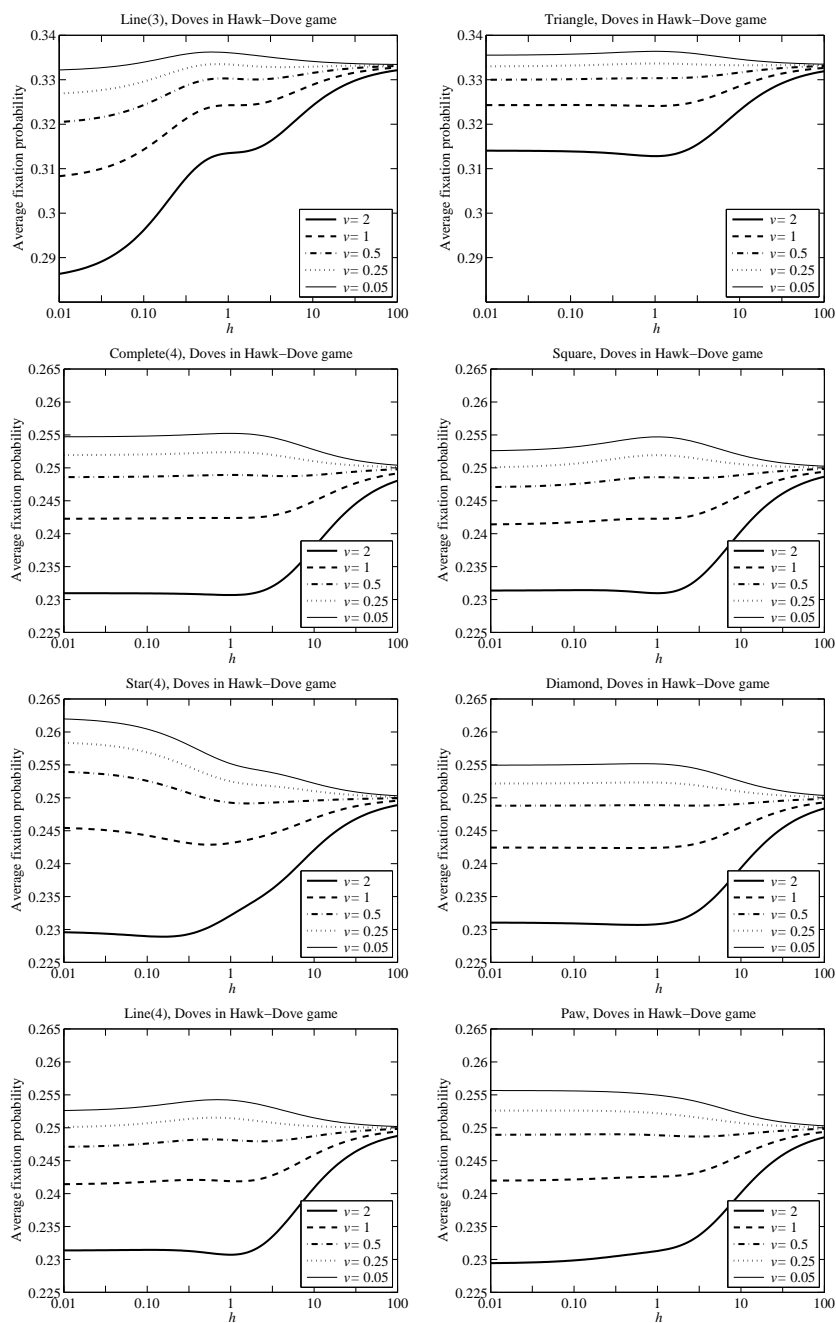 Line(3), Doves in Hawk−Dove game
Average fixation probability
0.34
0.33
0.32
0.31
0.3
0.29
0.01 0.10 1 10 100
h
v= 2
v= 1
v= 0.5
v= 0.25
v= 0.05
Triangle, Doves in Hawk−Dove game
Average fixation probability
0.34
0.33
0.32
0.31
0.3
0.29
0.01 0.10 1 10 100
h
v= 2
v= 1
v= 0.5
v= 0.25
v= 0.05
Complete(4), Doves in Hawk−Dove game
Average fixation probability
0.265
0.26
0.255
0.25
0.245
0.24
0.235
0.23
0.225
0.01 0.10 1 10 100
h
v= 2
v= 1
v= 0.5
v= 0.25
v= 0.05
Square, Doves in Hawk−Dove game
Average fixation probability
0.265
0.26
0.255
0.25
0.245
0.24
0.235
0.23
0.225
0.01 0.10 1 10 100
h
v= 2
v= 1
v= 0.5
v= 0.25
v= 0.05
Star(4), Doves in Hawk−Dove game
Average fixation probability
0.265
0.26
0.255
0.25
0.245
0.24
0.235
0.23
0.225
0.01 0.10 1 10 100
h
v= 2
v= 1
v= 0.5
v= 0.25
v= 0.05
Diamond, Doves in Hawk−Dove game
Average fixation probability
0.265
0.26
0.255
0.25
0.245
0.24
0.235
0.23
0.225
0.01 0.10 1 10 100
h
v= 2
v= 1
v= 0.5
v= 0.25
v= 0.05
Line(4), Doves in Hawk−Dove game
Average fixation probability
0.265
0.26
0.255
0.25
0.245
0.24
0.235
0.23
0.225
0.01 0.10 1 10 100
h
v= 2
v= 1
v= 0.5
v= 0.25
v= 0.05
Paw, Doves in Hawk−Dove game
Average fixation probability
0.265
0.26
0.255
0.25
0.245
0.24
0.235
0.23
0.225
0.01 0.10 1 10 100
h
v= 2
v= 1
v= 0.5
v= 0.25
v= 0.05